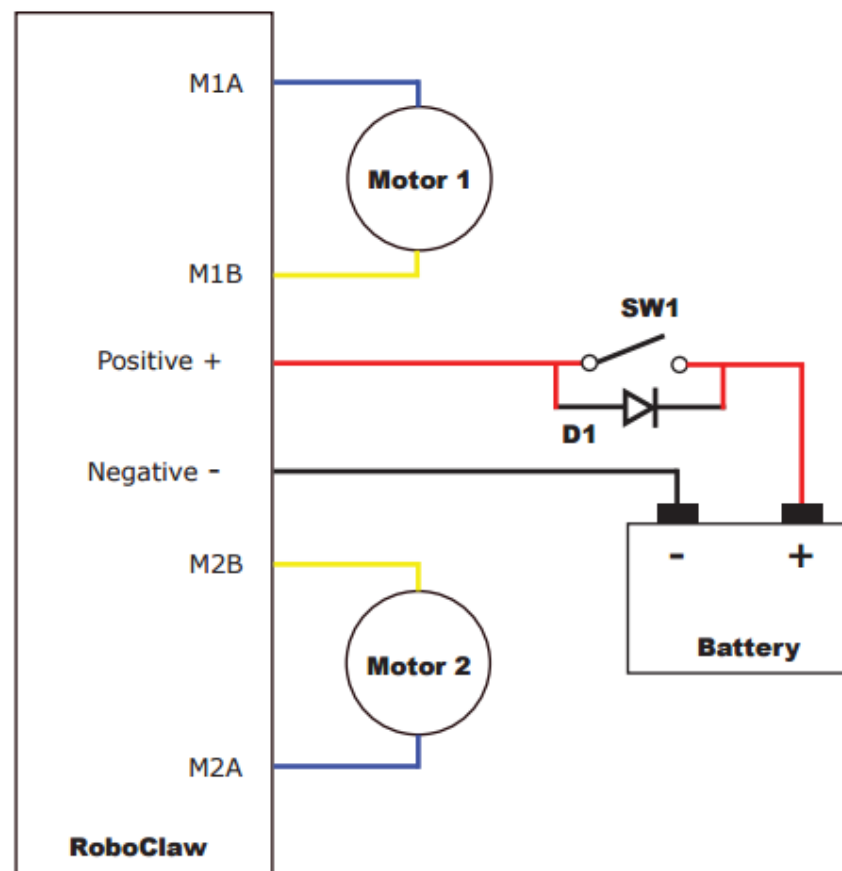 M1A
Motor 1
M1B
SW1
Positive +
D1
Negative -
- +
M2B
Battery
Motor 2
M2A
RoboClaw